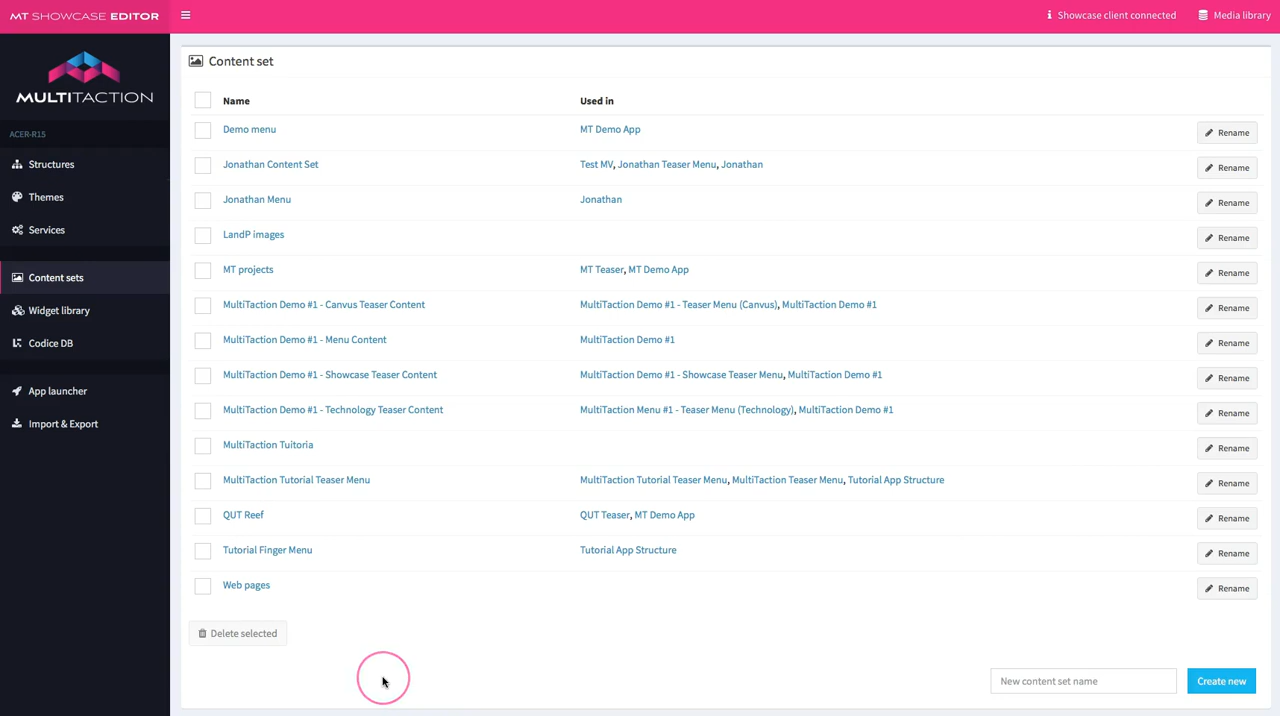 MT SHOWCASE EDITOR
Showcase client connected
Media library
MULTITACTION
ACER-R15
Structures
Themes
Services
Content sets
Widget library
Codice DB
App launcher
Import & Export
Content set
Name Used in
Demo menu MT Demo App Rename
Jonathan Content Set Test MV, Jonathan Teaser Menu, Jonathan Rename
Jonathan Menu Jonathan Rename
LandP images Rename
MT projects MT Teaser, MT Demo App Rename
MultiTaction Demo #1 - Canvus Teaser Content MultiTaction Demo #1 - Teaser Menu (Canvus), MultiTaction Demo #1 Rename
MultiTaction Demo #1 - Menu Content MultiTaction Demo #1 Rename
MultiTaction Demo #1 - Showcase Teaser Content MultiTaction Demo #1 - Showcase Teaser Menu, MultiTaction Demo #1 Rename
MultiTaction Demo #1 - Technology Teaser Content MultiTaction Menu #1 - Teaser Menu (Technology), MultiTaction Demo #1 Rename
MultiTaction Tuitoria Rename
MultiTaction Tutorial Teaser Menu MultiTaction Tutorial Teaser Menu, MultiTaction Teaser Menu, Tutorial App Structure Rename
QUT Reef QUT Teaser, MT Demo App Rename
Tutorial Finger Menu Tutorial App Structure Rename
Web pages Rename
Delete selected
New content set name Create new